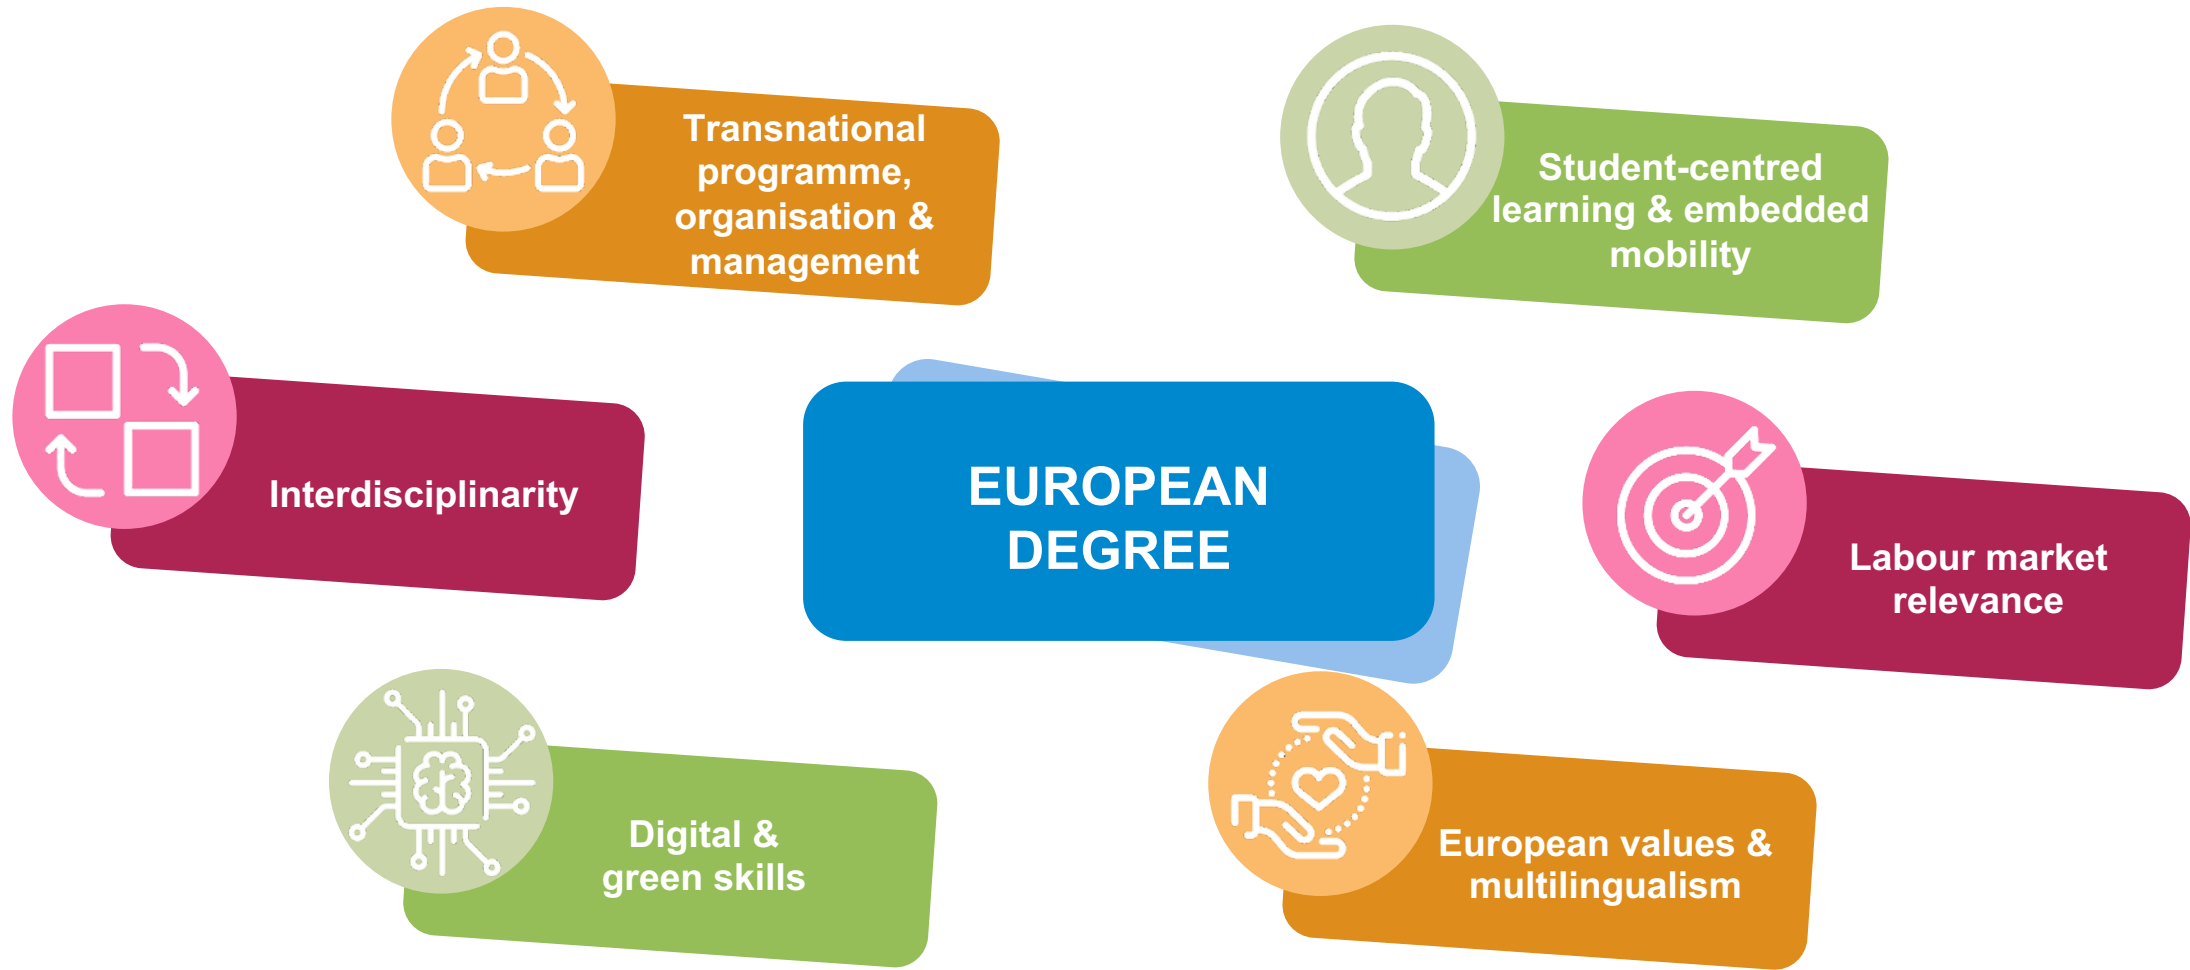 Transnational
programme,
organisation &
management
Student-centred
learning & embedded
mobility
Interdisciplinarity
EUROPEAN
DEGREE
Labour market
relevance
Digital &
green skills
European values &
multilingualism